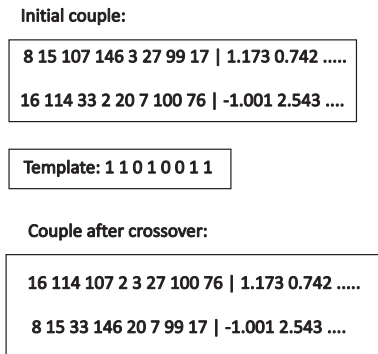 Initial couple:
8 15 107 146 3 27 99 17 | 1.173 0.742 .....
16 114 33 2 20 7 100 76 | -1.001 2.543 ....
Template: 1 1 0 1 0 0 1 1
Couple after crossover:
16 114 107 2 3 27 100 76 | 1.173 0.742 .....
8 15 33 146 20 7 99 17 | -1.001 2.543 ....